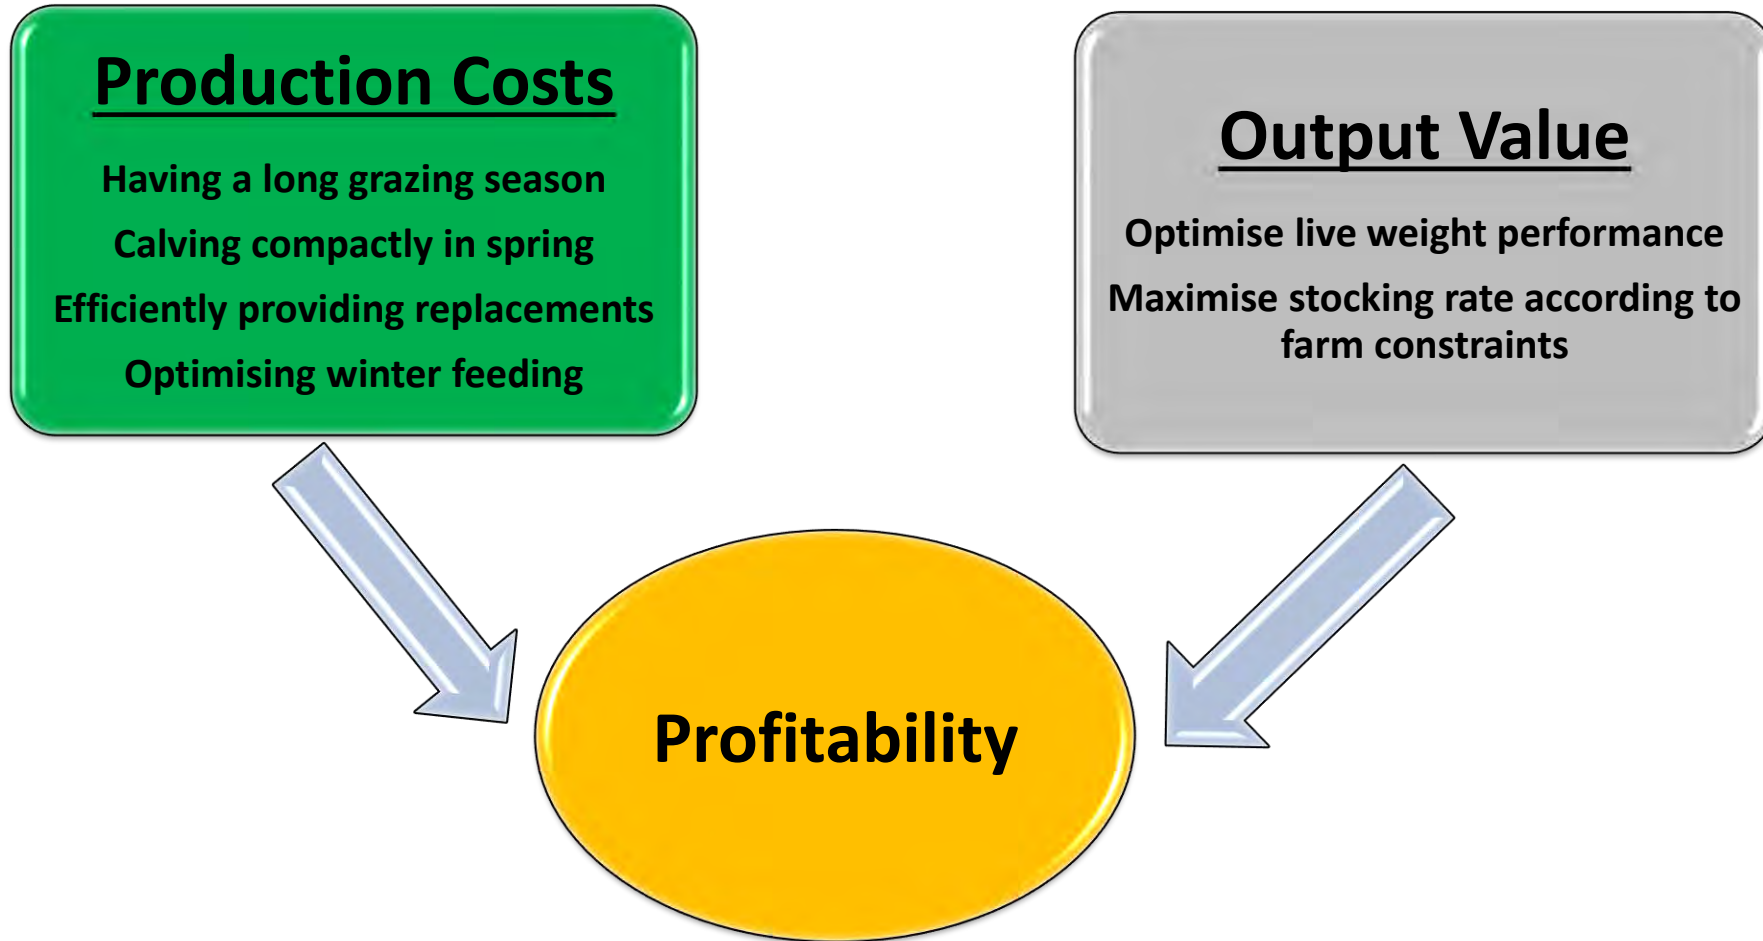 Production Costs
Having a long grazing season
Calving compactly in spring
Efficiently providing replacements
Optimising winter feeding
Output Value
Optimise live weight performance
Maximise stocking rate according to
farm constraints
Profitability